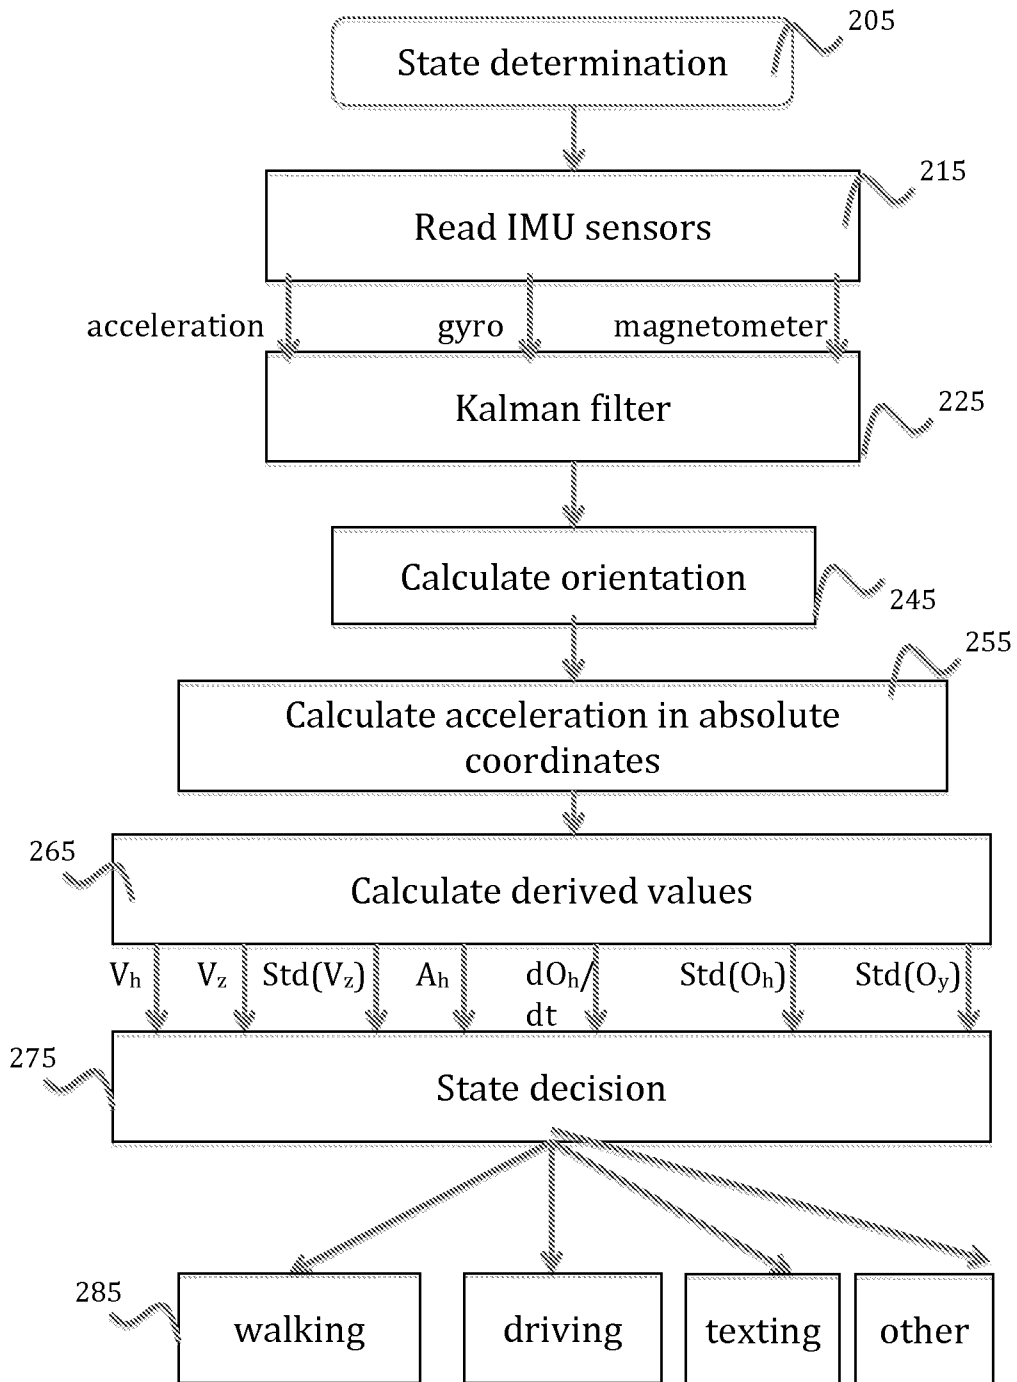 205
State determination
215
Read IMU sensors
acceleration gyro magnetometer
Kalman filter
225
Calculate orientation
245
255
Calculate acceleration in absolute
coordinates
265
Calculate derived values
Vh Vz Std(Vz) Ah dOh/ Std(Oh) Std(Oy)
dt
275
State decision
285
walking driving texting other